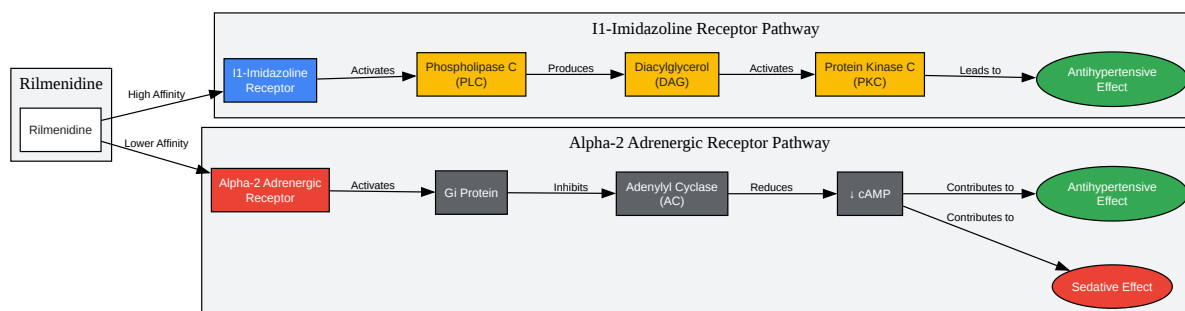 I1-Imidazoline Receptor Pathway
I1-Imidazoline
Receptor
Activates
Phospholipase C
(PLC)
Produces
Diacylglycerol
(DAG)
Activates
Protein Kinase C
(PKC)
Leads to
Antihypertensive
Effect
Rilmenidine
Rilmenidine
High Affinity
Lower Affinity
Alpha-2 Adrenergic Receptor Pathway
Alpha-2 Adrenergic
Receptor
Activates
Gi Protein
Inhibits
Adenylyl Cyclase
(AC)
Reduces
↓ cAMP
Contributes to
Antihypertensive
Effect
Contributes to
Sedative Effect